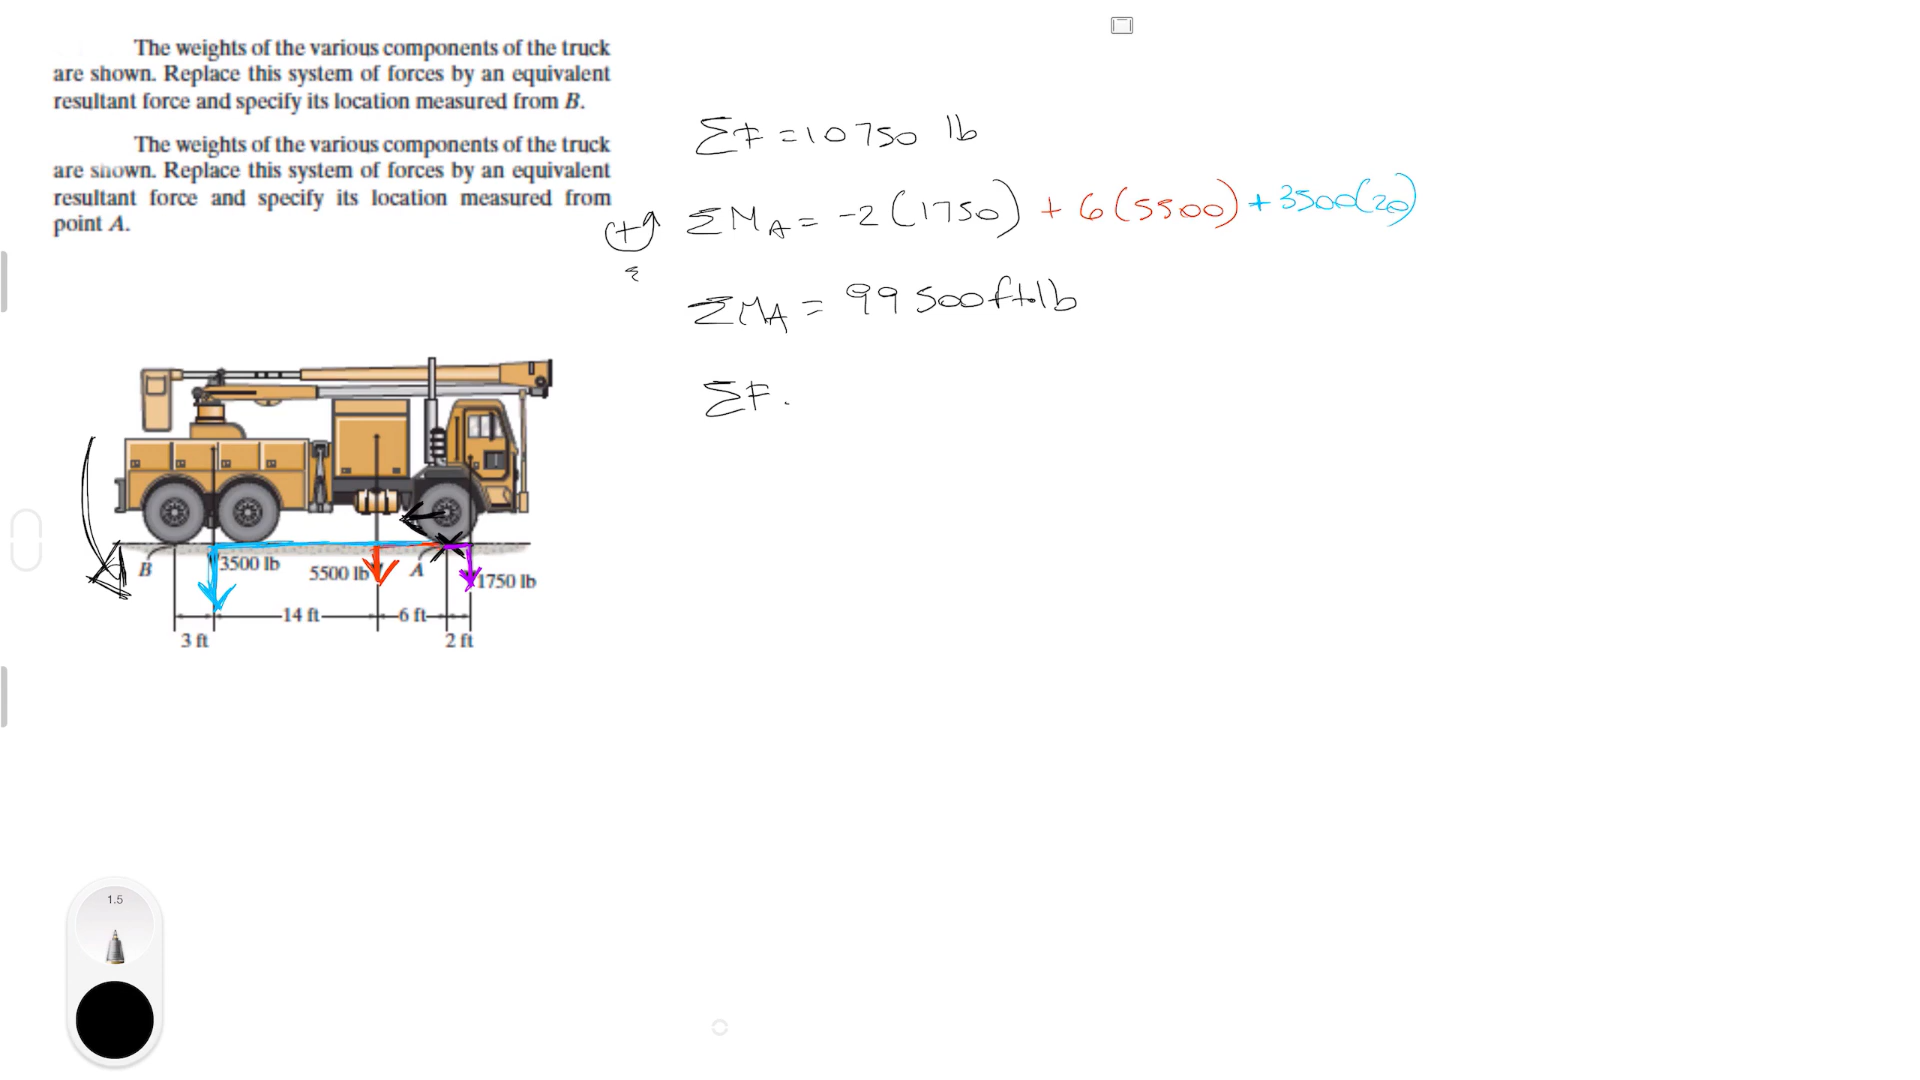 The weights of the various components of the truck
are shown. Replace this system of forces by an equivalent
resultant force and specify its location measured from B.
The weights of the various components of the truck
are shown. Replace this system of forces by an equivalent
resultant force and specify its location measured from
point A.
ΣF = 10750 lb
(+ ΣM_A = -2(1750) + 6(5500) + 3500(20)
ΣM_A = 99500 ft·lb
ΣF.
B
3500 lb
5500 lb
A
1750 lb
14 ft
6 ft
3 ft
2 ft
1.5